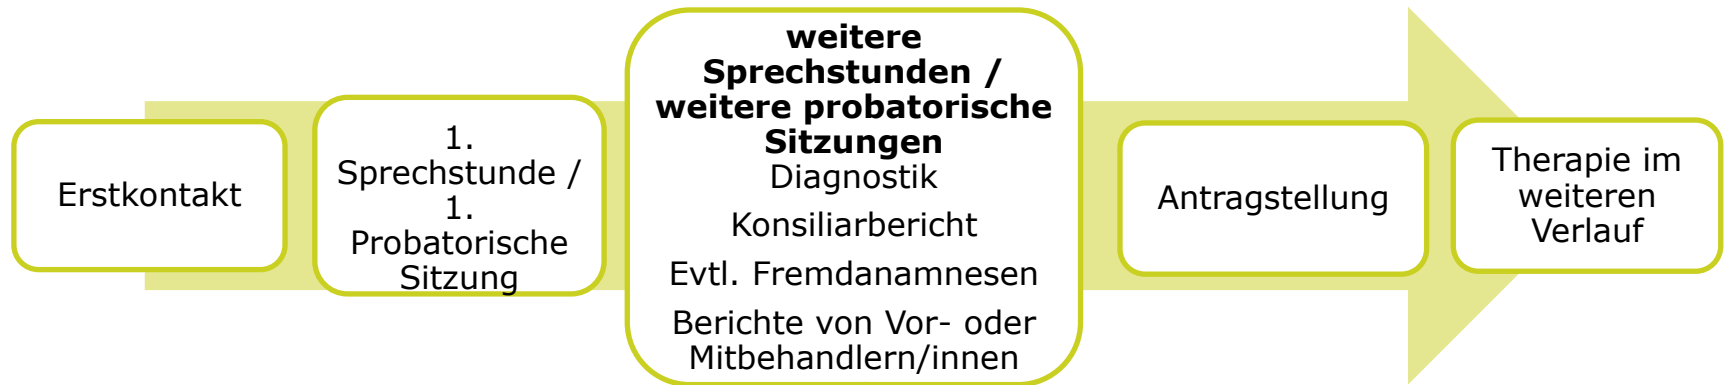 Erstkontakt
1.
Sprechstunde /
1.
Probatorische
Sitzung
weitere
Sprechstunden /
weitere probatorische
Sitzungen
Diagnostik
Konsiliarbericht
Evtl. Fremdanamnesen
Berichte von Vor- oder
Mitbehandlern/innen
Antragstellung
Therapie im
weiteren
Verlauf